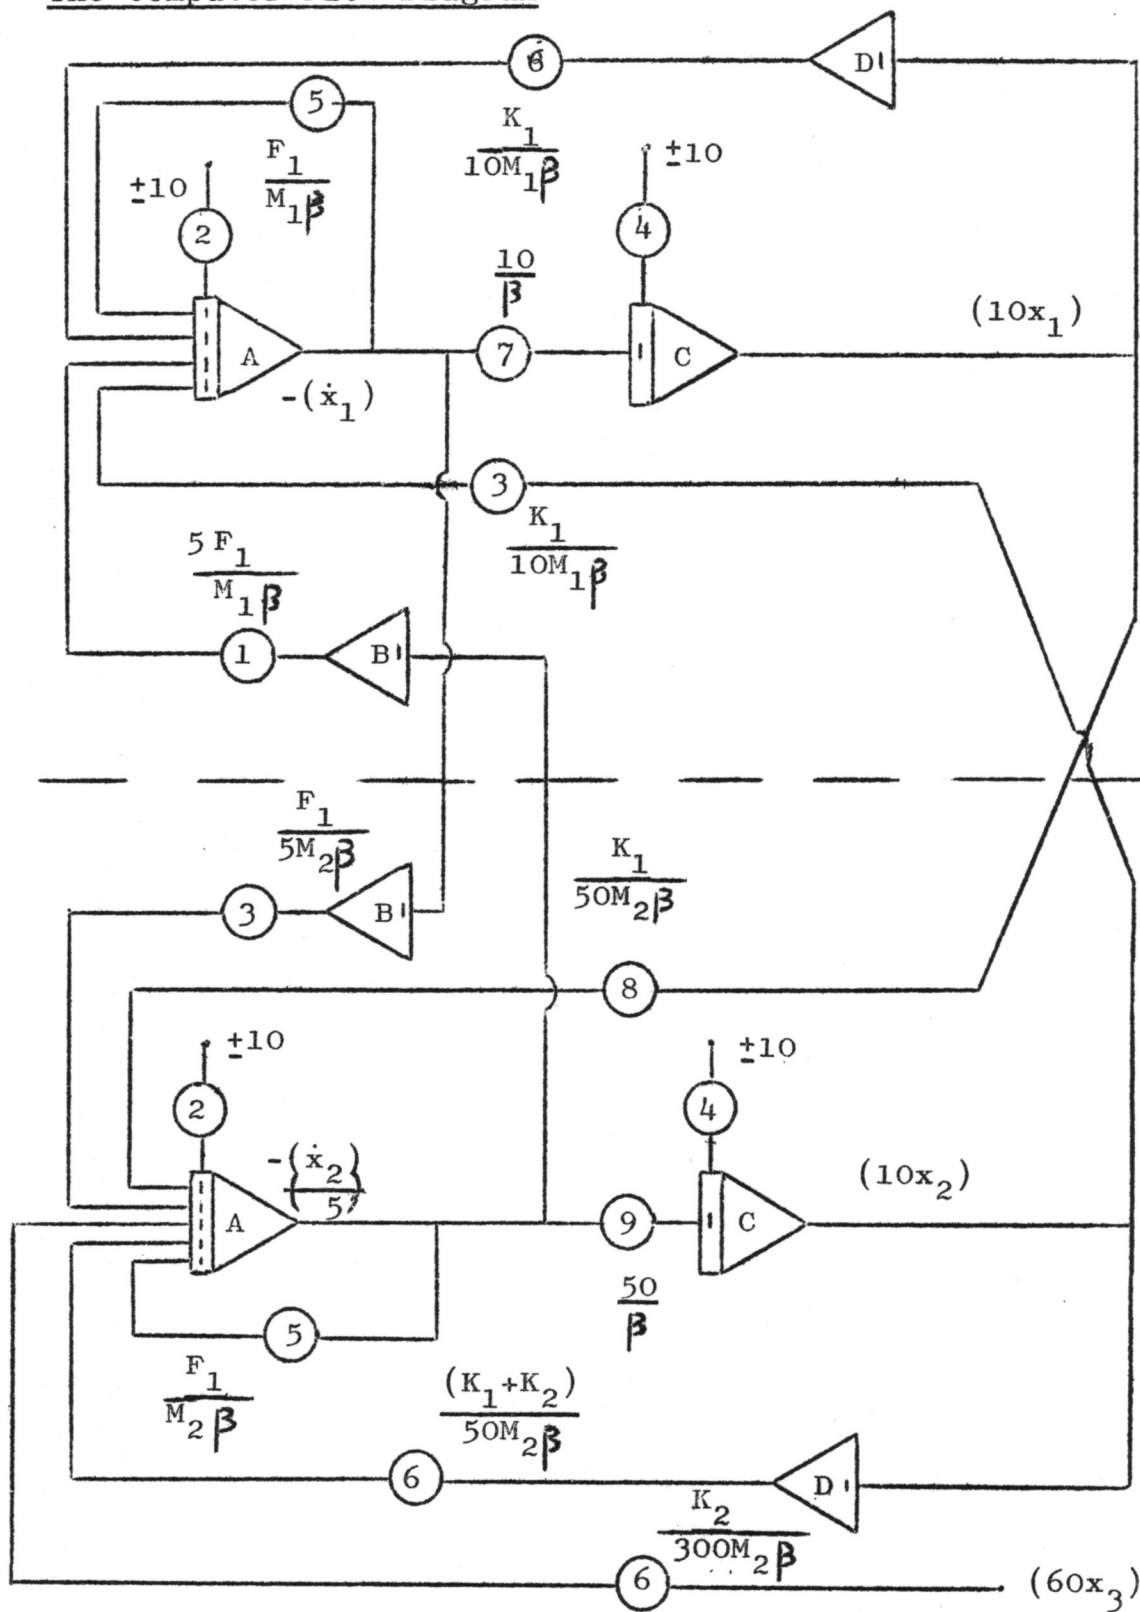 The Computer Flow Diagram
6
D
5
K1
10M1β
±10
F1
M1β
±10
2
4
10
β
(10x1)
A
7
C
-(ẋ1)
3
K1
10M1β
5 F1
M1β
1
B
F1
5M2β
K1
50M2β
3
B
8
±10
±10
2
4
-(ẋ2)
5
(10x2)
A
9
C
50
β
5
F1
M2β
(K1+K2)
50M2β
6
D
K2
300M2β
6
(60x3)